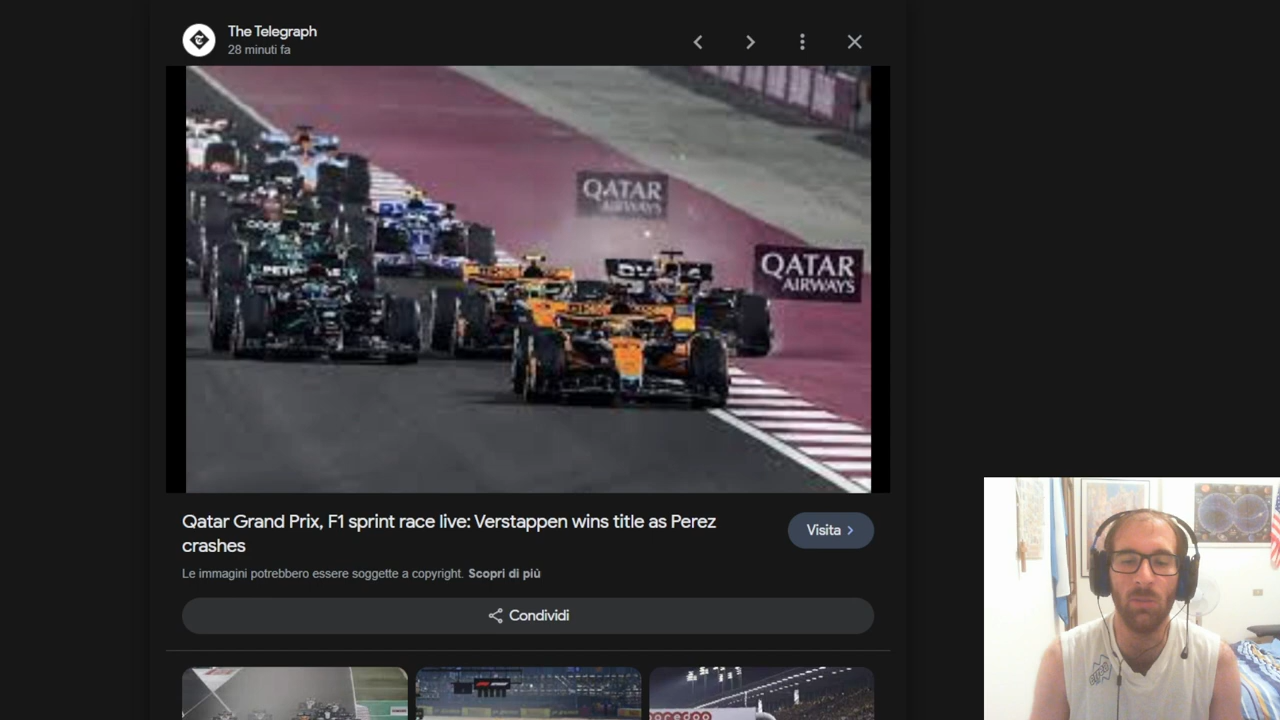 The Telegraph
28 minuti fa
QATAR
AIRWAYS
QATAR
AIRWAYS
Qatar Grand Prix, F1 sprint race live: Verstappen wins title as Perez
crashes
Visita
Le immagini potrebbero essere soggette a copyright. Scopri di più
Condividi
ooredoo